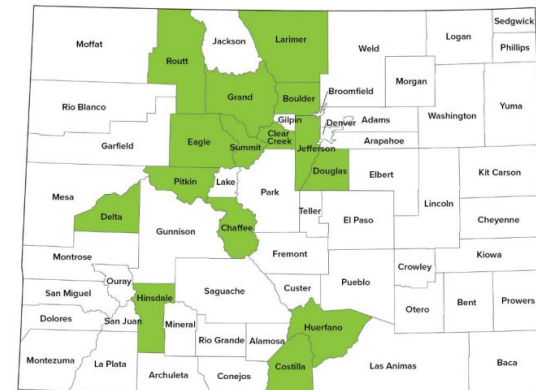 Moffat
Routt
Jackson
Larimer
Weld
Logan
Sedgwick
Phillips
Morgan
Rio Blanco
Grand
Boulder
Broomfield
Washington
Yuma
Garfield
Eagle
Summit
Gilpin
Clear
Creek
Jefferson
Denver
Adams
Arapahoe
Pitkin
Lake
Park
Douglas
Elbert
Kit Carson
Mesa
Delta
Gunnison
Chaffee
Teller
El Paso
Lincoln
Cheyenne
Montrose
Ouray
Fremont
Crowley
Kiowa
San Miguel
Hinsdale
Saguache
Custer
Pueblo
Otero
Bent
Prowers
Dolores
San Juan
Mineral
Rio Grande
Alamosa
Huerfano
Montezuma
La Plata
Archuleta
Conejos
Costilla
Las Animas
Baca